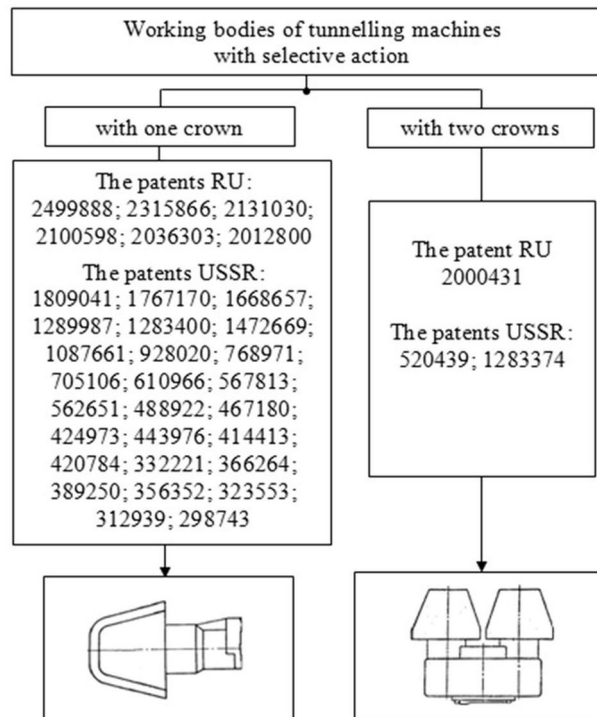 Working bodies of tunnelling machines
with selective action
with one crown
with two crowns
The patents RU:
2499888; 2315866; 2131030;
2100598; 2036303; 2012800
The patents USSR:
1809041; 1767170; 1668657;
1289987; 1283400; 1472669;
1087661; 928020; 768971;
705106; 610966; 567813;
562651; 488922; 467180;
424973; 443976; 414413;
420784; 332221; 366264;
389250; 356352; 323553;
312939; 298743
The patent RU
2000431
The patents USSR:
520439; 1283374